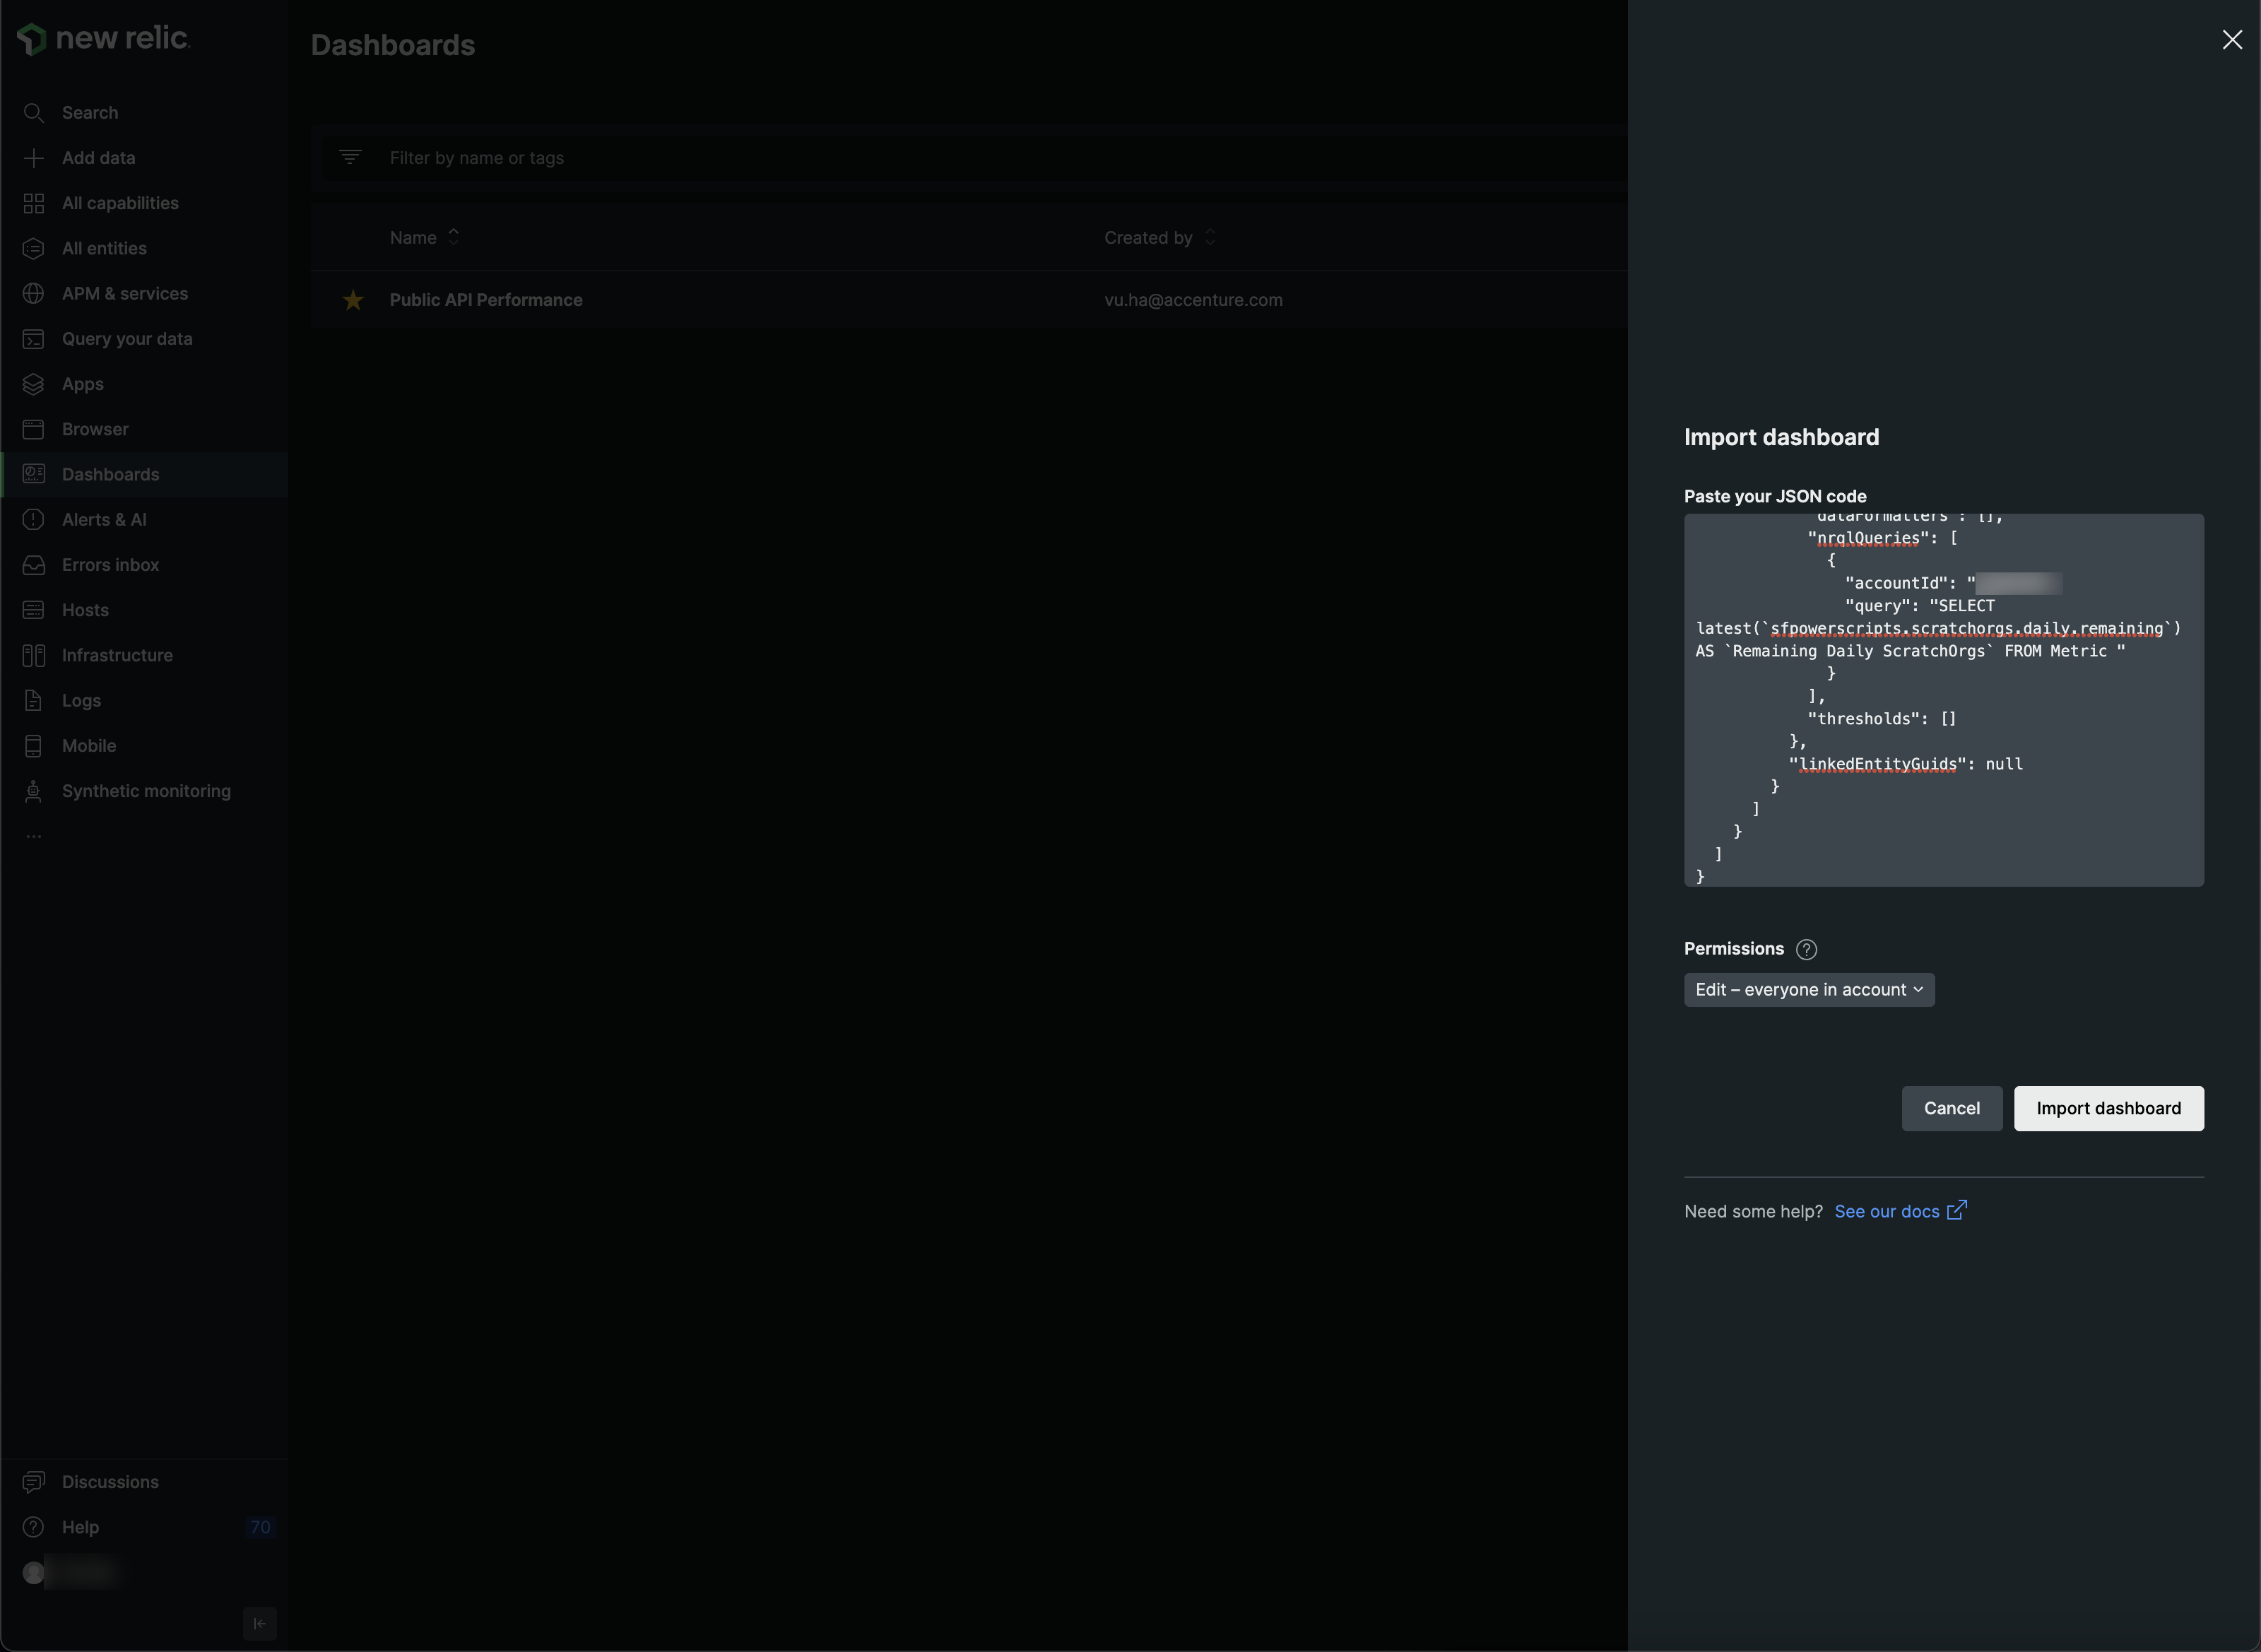 new relic.
Search
Add data
All capabilities
All entities
APM & services
Query your data
Apps
Browser
Dashboards
Alerts & AI
Errors inbox
Hosts
Infrastructure
Logs
Mobile
Synthetic monitoring
...
Discussions
Help 70
Dashboards
Filter by name or tags
Name Created by
Public API Performance vu.ha@accenture.com
Import dashboard
Paste your JSON code
"dataFormatters": [],
"nrqlQueries": [
{
"accountId": "
"query": "SELECT
latest(`sfpowerscripts.scratchorgs.daily.remaining`)
AS `Remaining Daily ScratchOrgs` FROM Metric "
}
],
"thresholds": []
},
"linkedEntityGuids": null
}
]
}
]
}
Permissions ?
Edit – everyone in account
Cancel Import dashboard
Need some help? See our docs